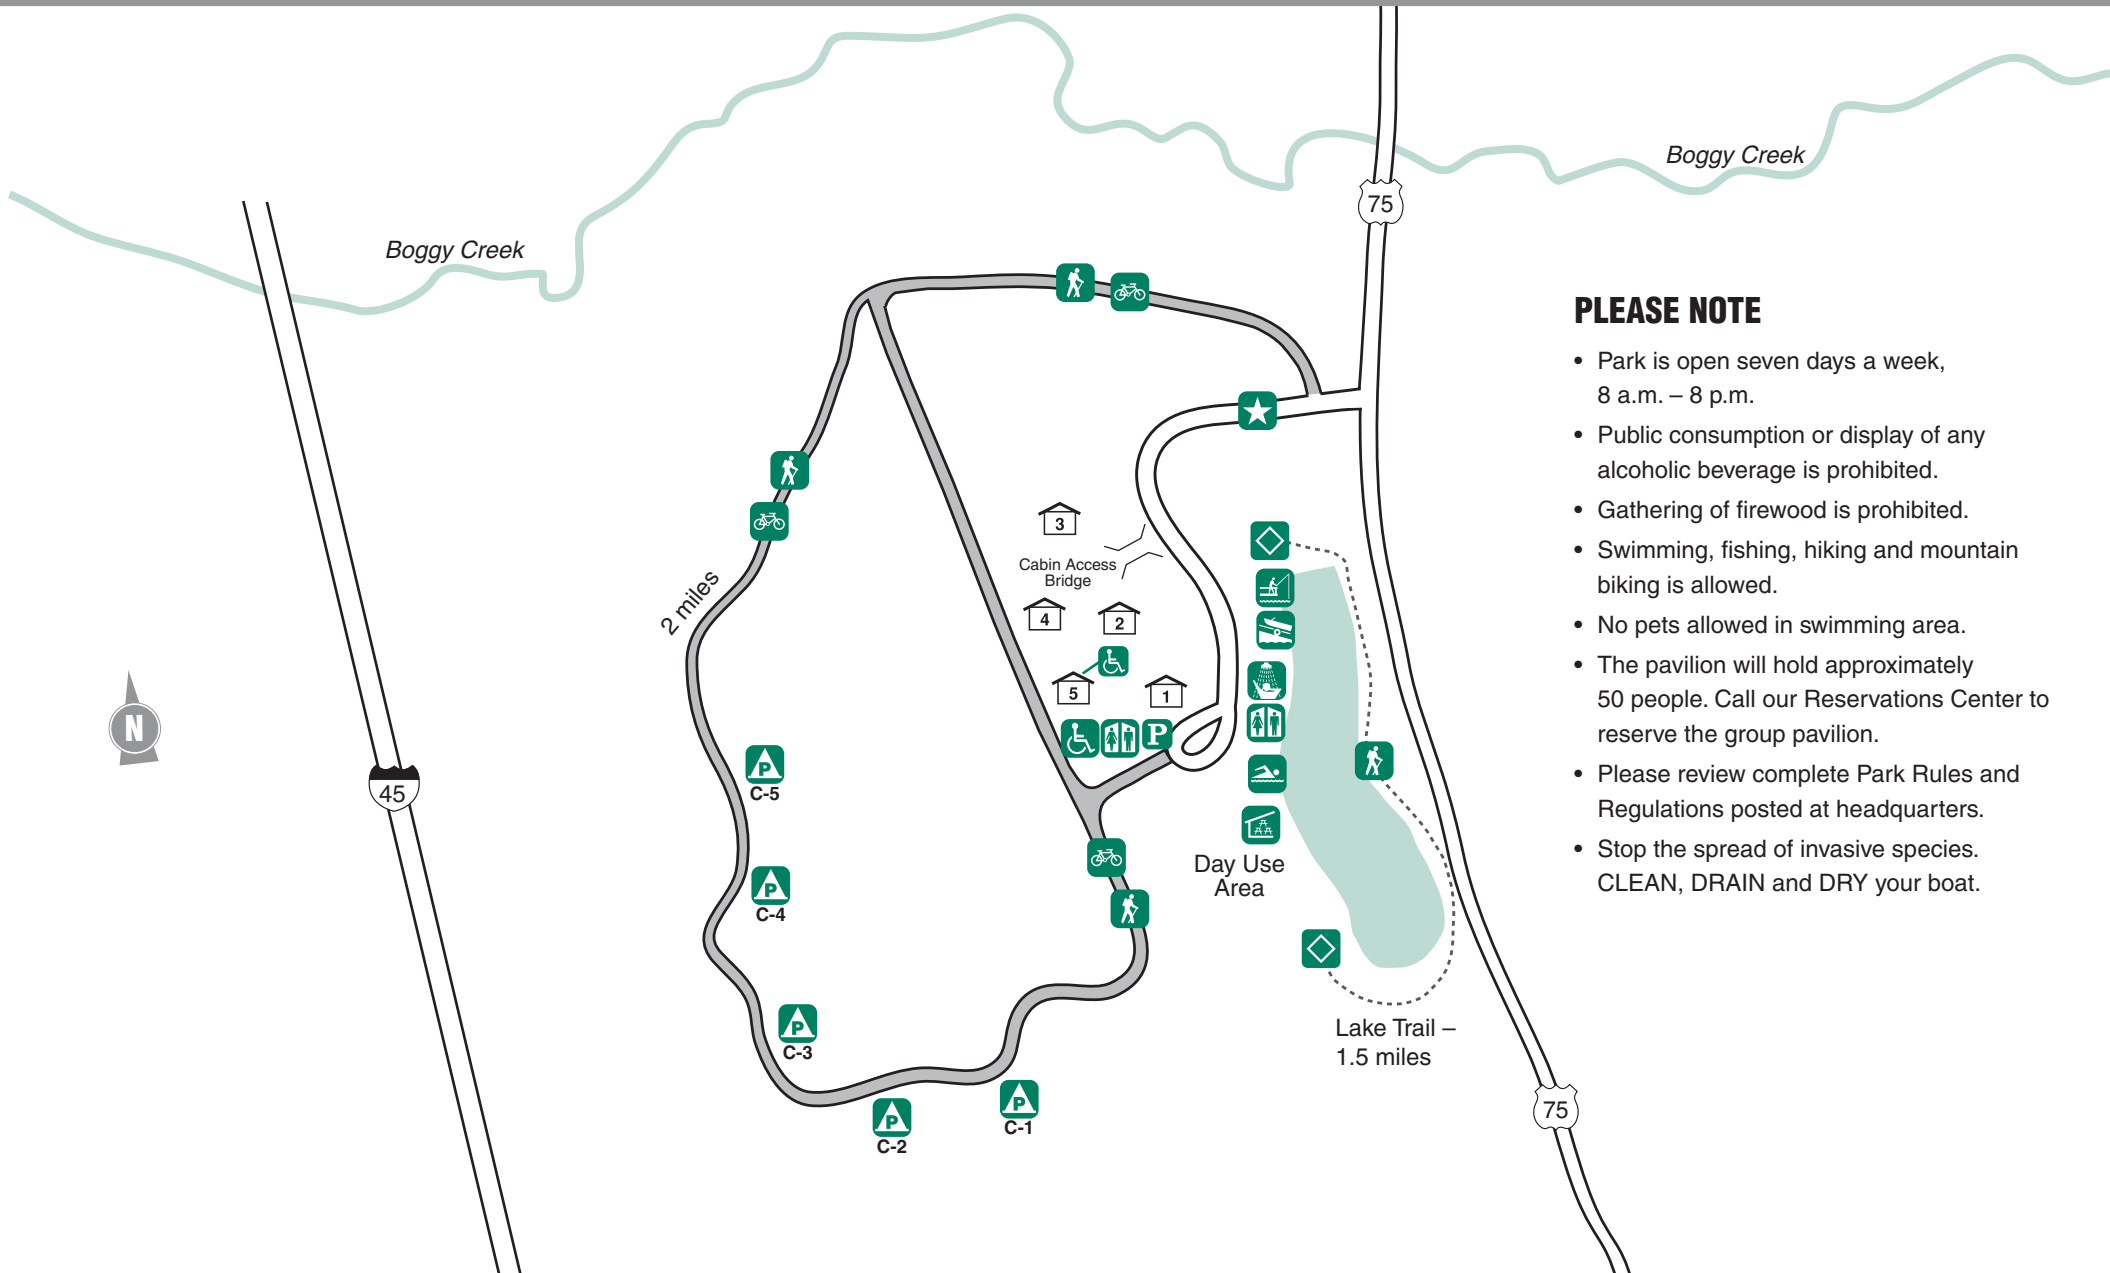 Boggy Creek
75
Boggy Creek
PLEASE NOTE
• Park is open seven days a week,
8 a.m. – 8 p.m.
• Public consumption or display of any
alcoholic beverage is prohibited.
• Gathering of firewood is prohibited.
• Swimming, fishing, hiking and mountain
biking is allowed.
• No pets allowed in swimming area.
• The pavilion will hold approximately
50 people. Call our Reservations Center to
reserve the group pavilion.
• Please review complete Park Rules and
Regulations posted at headquarters.
• Stop the spread of invasive species.
CLEAN, DRAIN and DRY your boat.
3
Cabin Access
Bridge
2 miles
4
2
5
1
N
P
45
P
C-5
P
C-4
Day Use
Area
P
C-3
Lake Trail –
1.5 miles
P
C-1
P
C-2
75